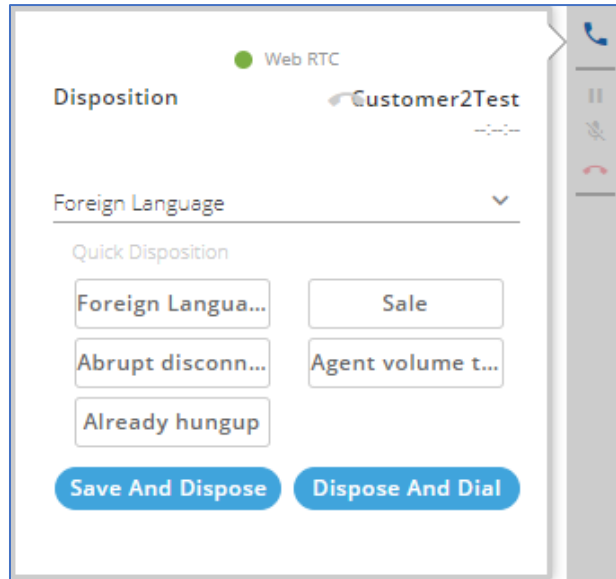 Web RTC
Disposition Customer2Test
--:--:--
Foreign Language
Quick Disposition
Foreign Langua... Sale
Abrupt disconn... Agent volume t...
Already hungup
Save And Dispose Dispose And Dial